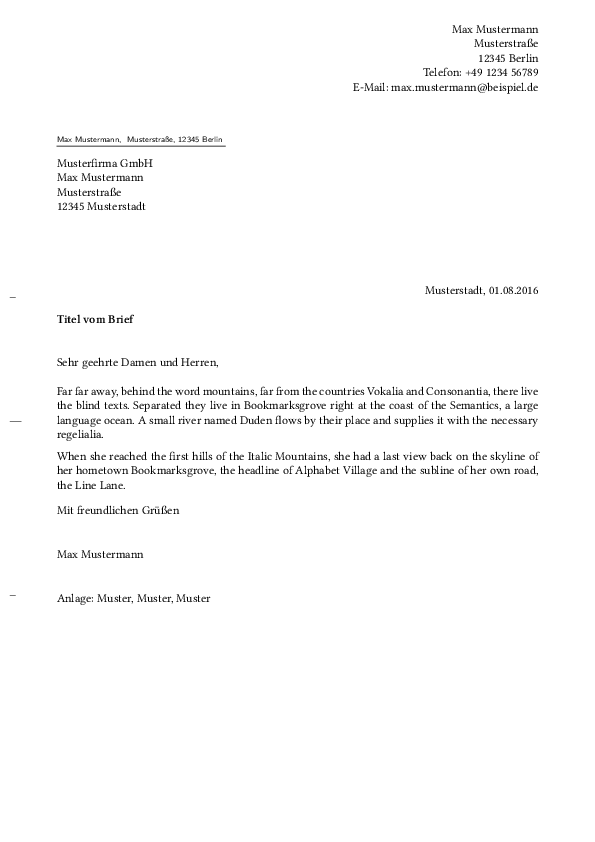 Max Mustermann
Musterstraße
12345 Berlin
Telefon: +49 1234 56789
E-Mail: max.mustermann@beispiel.de
Max Mustermann, Musterstraße, 12345 Berlin
Musterfirma GmbH
Max Mustermann
Musterstraße
12345 Musterstadt
Musterstadt, 01.08.2016
Titel vom Brief
Sehr geehrte Damen und Herren,
Far far away, behind the word mountains, far from the countries Vokalia and Consonantia, there live
the blind texts. Separated they live in Bookmarksgrove right at the coast of the Semantics, a large
language ocean. A small river named Duden flows by their place and supplies it with the necessary
regelialia.
When she reached the first hills of the Italic Mountains, she had a last view back on the skyline of
her hometown Bookmarksgrove, the headline of Alphabet Village and the subline of her own road,
the Line Lane.
Mit freundlichen Grüßen
Max Mustermann
Anlage: Muster, Muster, Muster